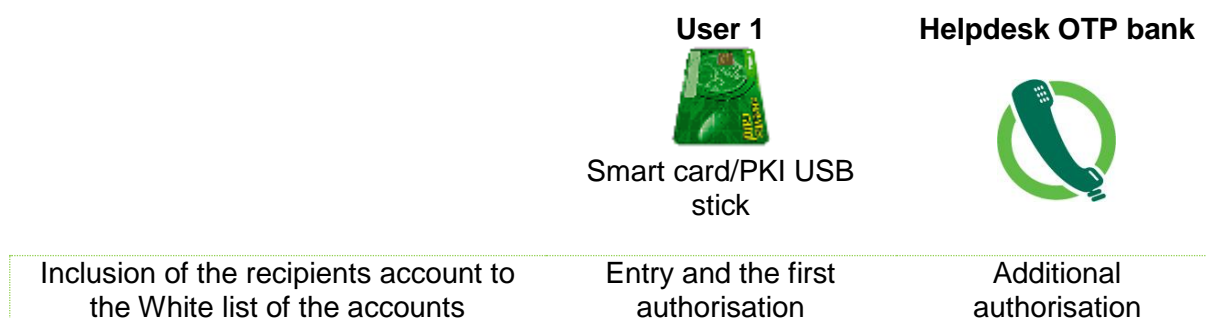 User 1
Helpdesk OTP bank
Smart card/PKI USB
stick
Inclusion of the recipients account to
the White list of the accounts
Entry and the first
authorisation
Additional
authorisation